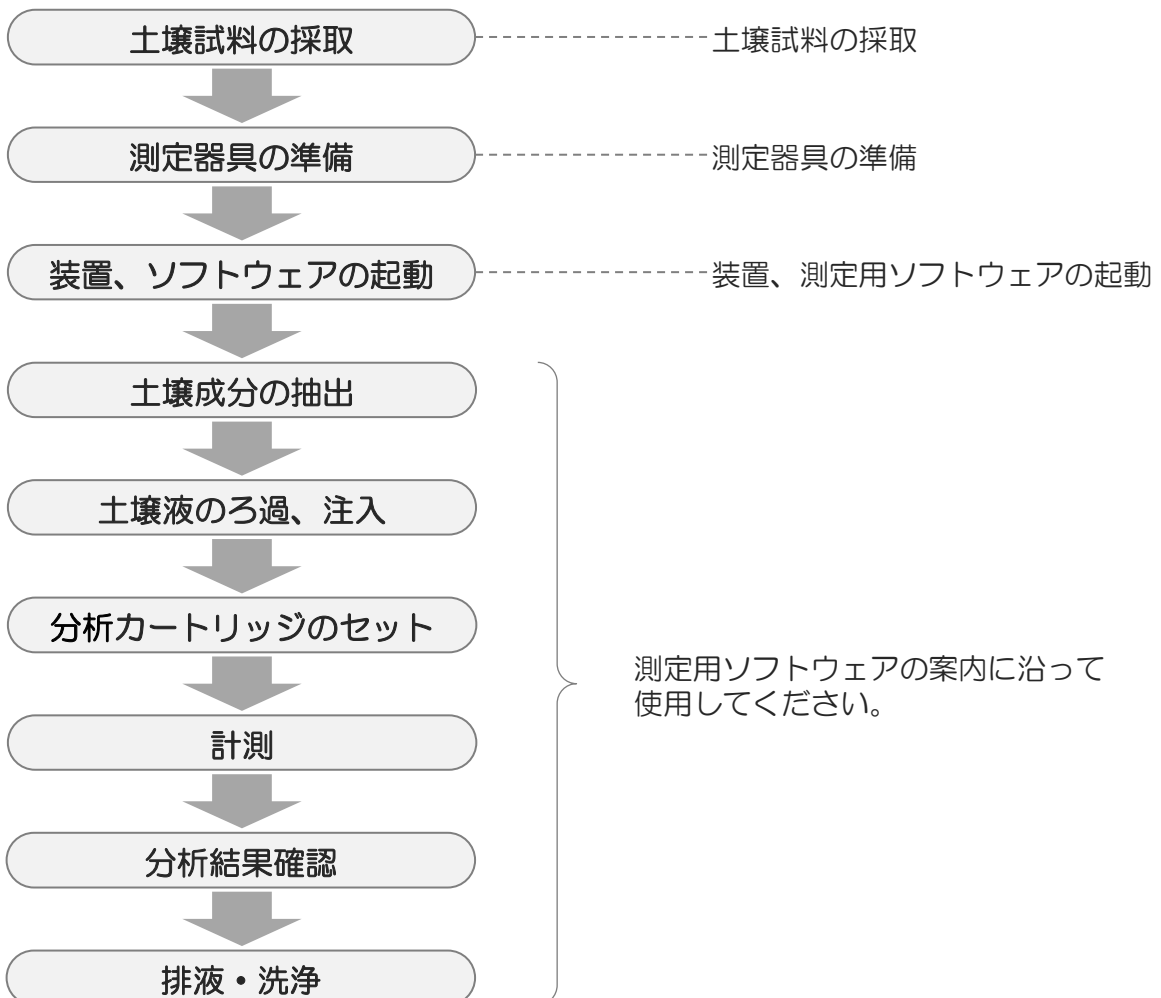 土壌試料の採取
土壌試料の採取
測定器具の準備
測定器具の準備
装置、ソフトウェアの起動
装置、測定用ソフトウェアの起動
土壌成分の抽出
土壌液のろ過、注入
分析カートリッジのセット
測定用ソフトウェアの案内に沿って
使用してください。
計測
分析結果確認
排液・洗浄